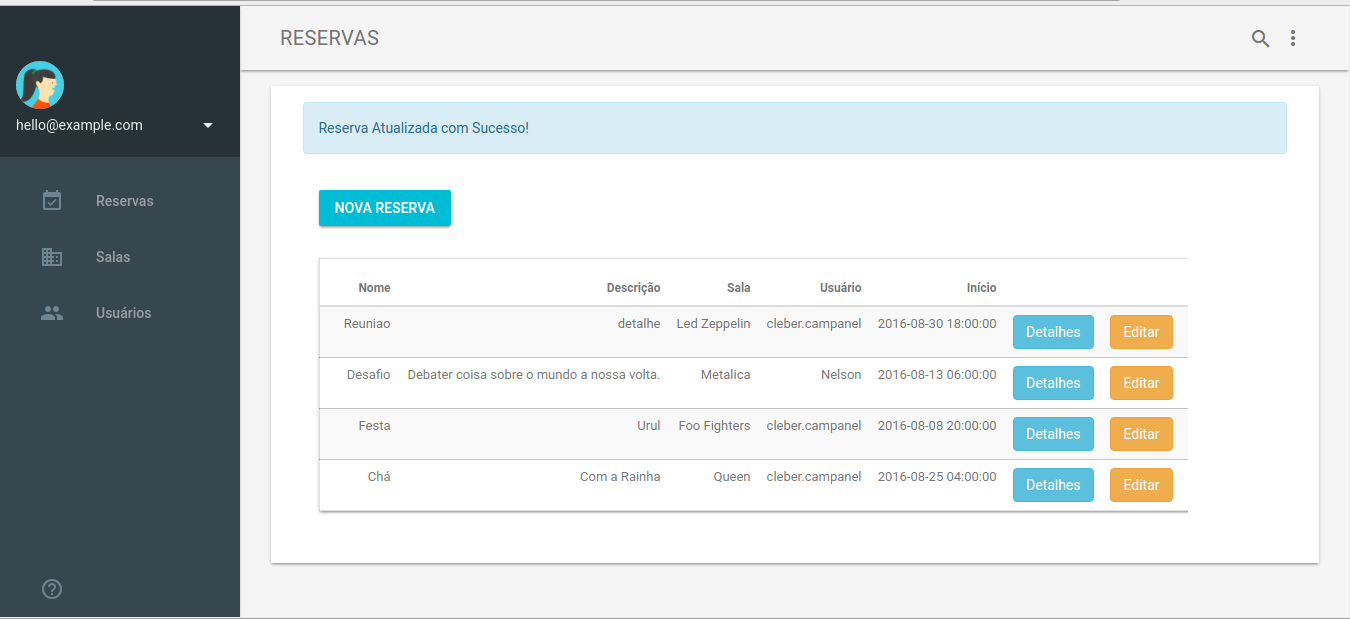 RESERVAS
hello@example.com
Reservas
Salas
Usuários
Reserva Atualizada com Sucesso!
NOVA RESERVA
Nome Descrição Sala Usuário Início
Reuniao detalhe Led Zeppelin cleber.campanel 2016-08-30 18:00:00 Detalhes Editar
Desafio Debater coisa sobre o mundo a nossa volta. Metalica Nelson 2016-08-13 06:00:00 Detalhes Editar
Festa Urul Foo Fighters cleber.campanel 2016-08-08 20:00:00 Detalhes Editar
Chá Com a Rainha Queen cleber.campanel 2016-08-25 04:00:00 Detalhes Editar